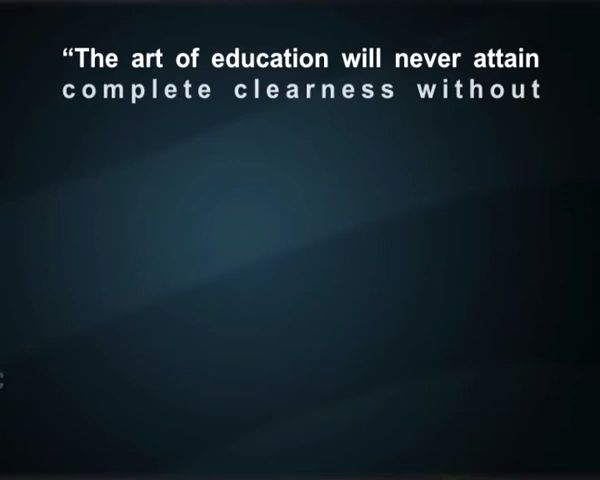 “The art of education will never attain
complete clearness without